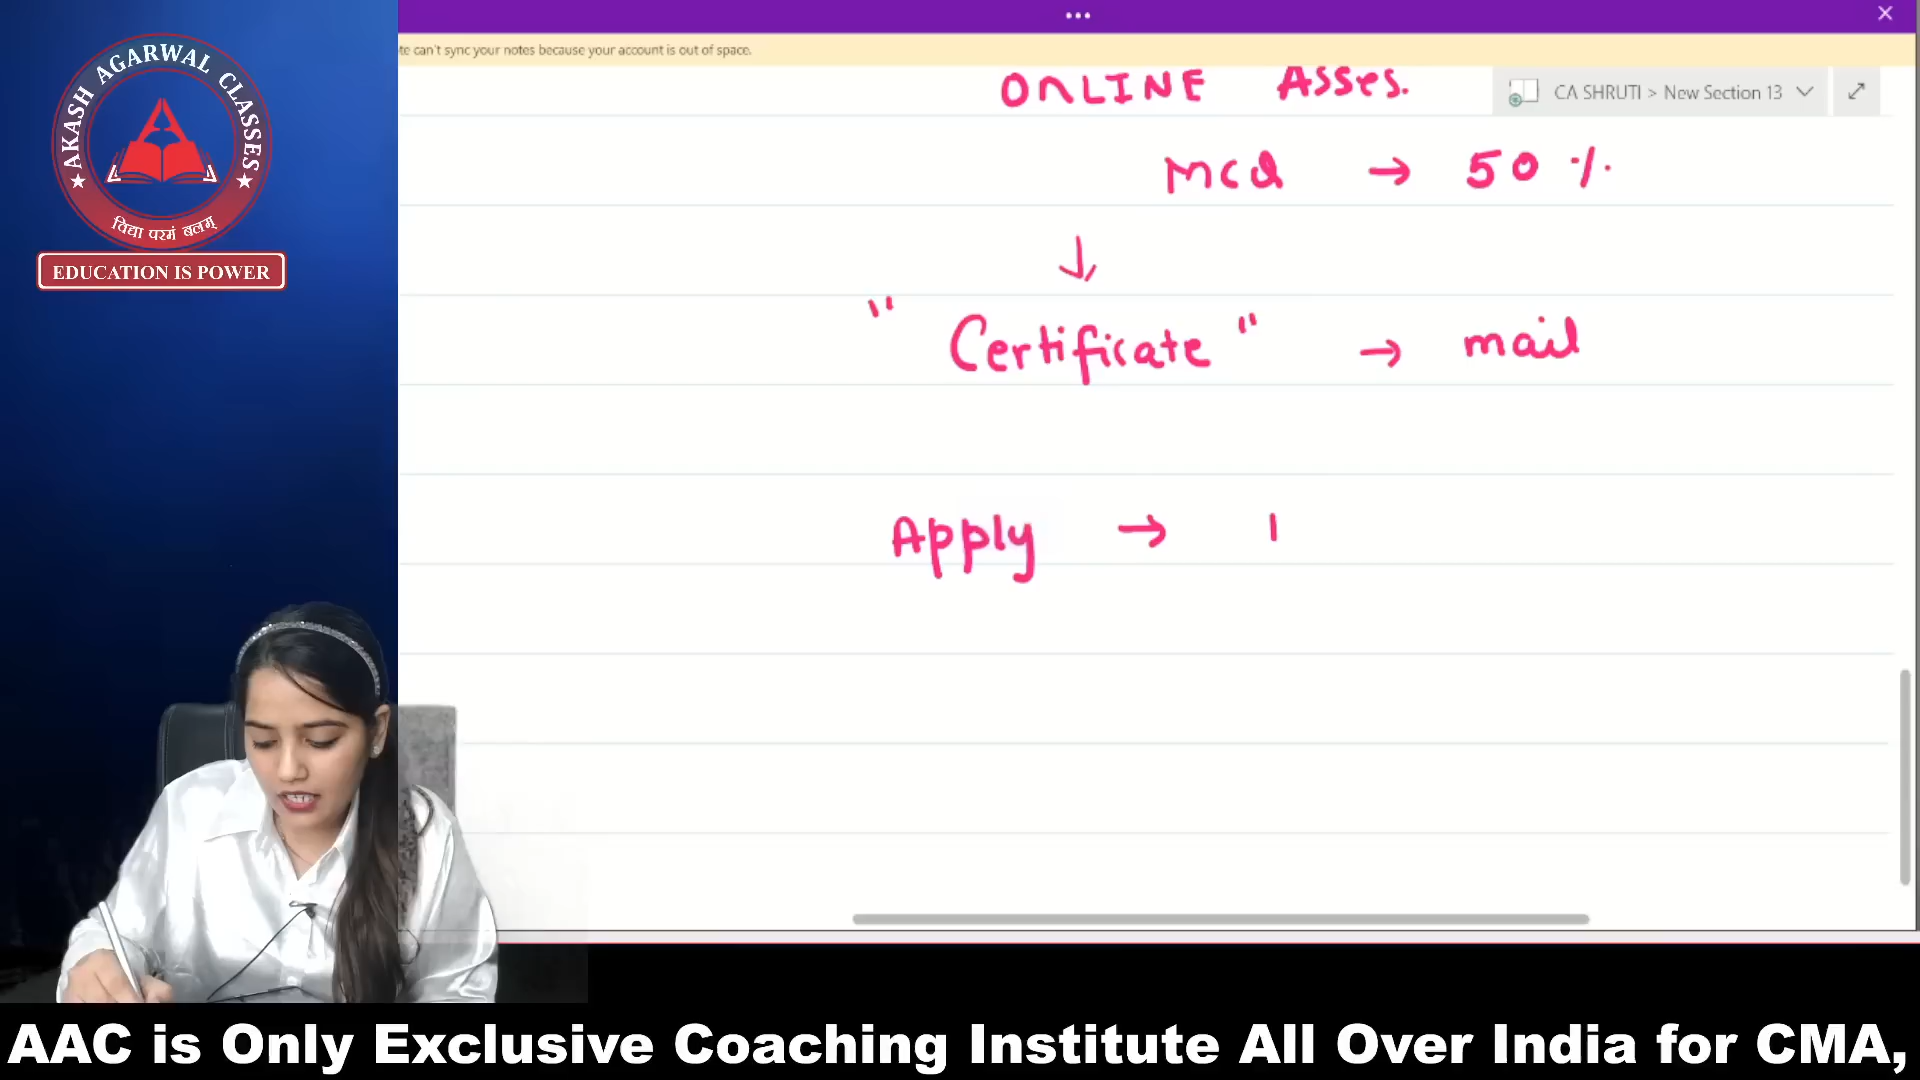 AKASH AGARWAL CLASSES
विद्या परमं बलम्
EDUCATION IS POWER
te can't sync your notes because your account is out of space.
CA SHRUTI > New Section 13
ONLINE Asses.
MCQ → 50 %.
↓
" Certificate " → mail
Apply → I
AAC is Only Exclusive Coaching Institute All Over India for CMA,